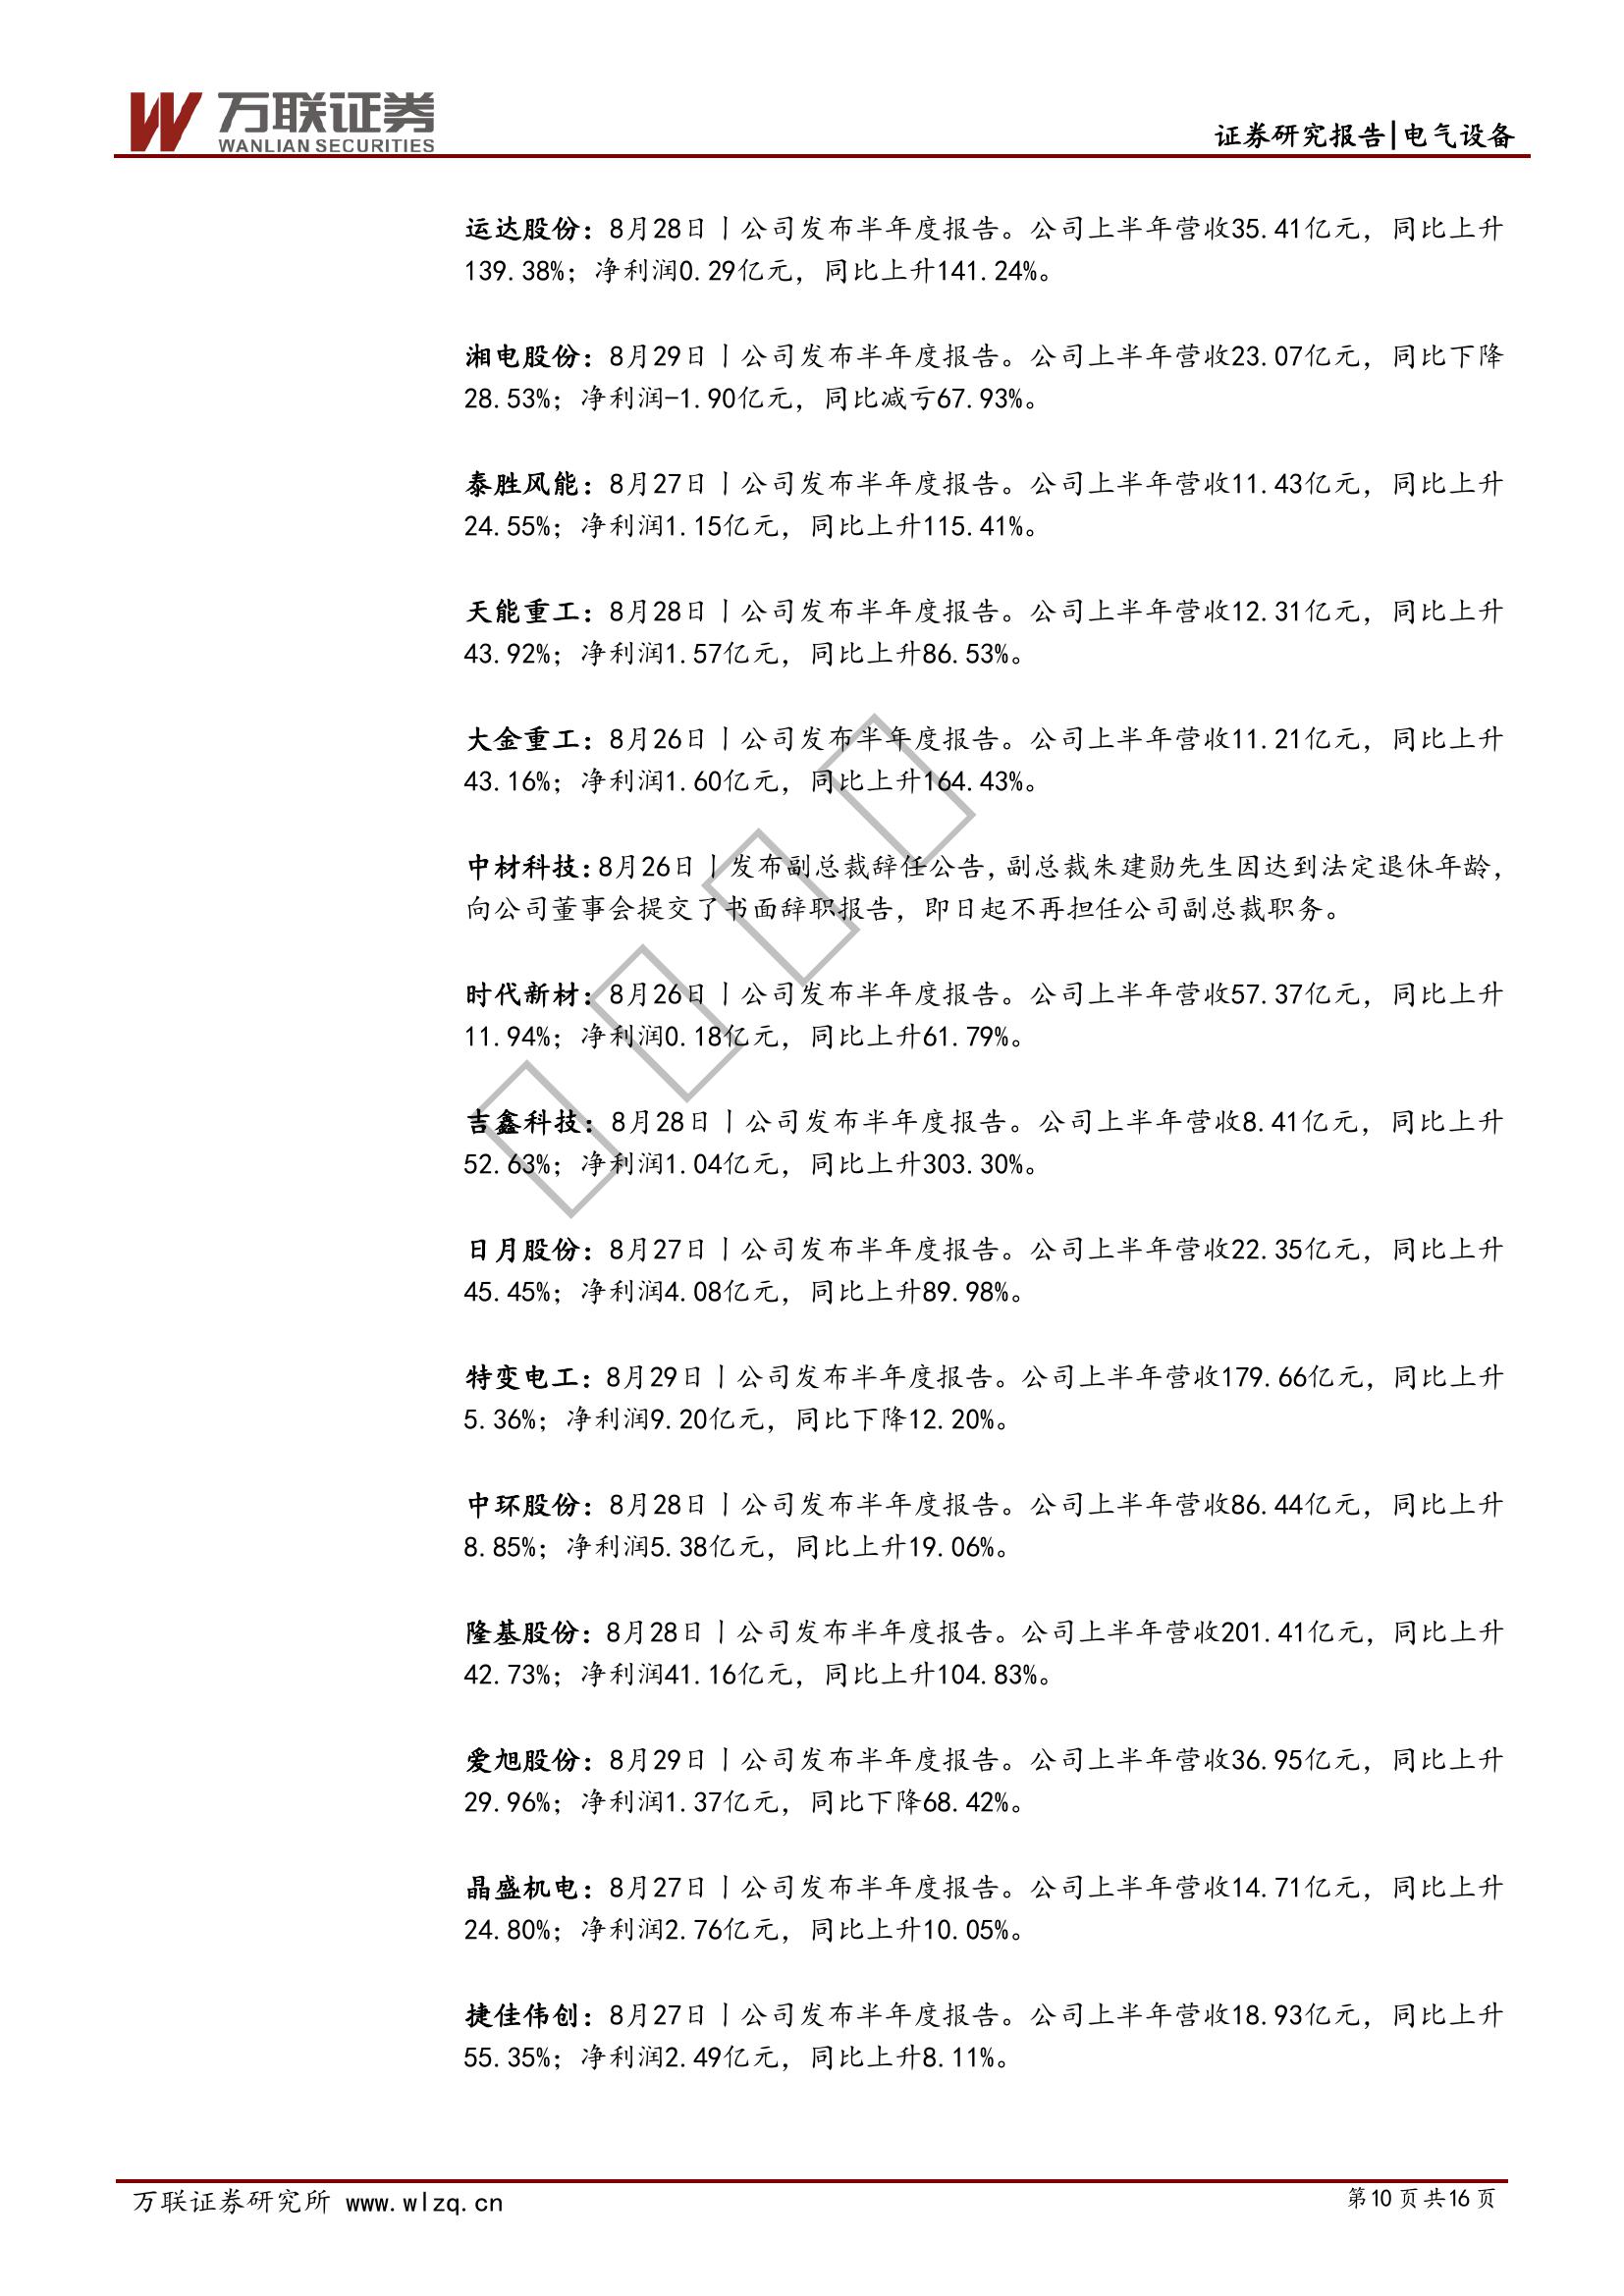 万联证券
WANLIAN SECURITIES
证券研究报告|电气设备
运达股份：8月28日丨公司发布半年度报告。公司上半年营收35.41亿元，同比上升
139.38%；净利润0.29亿元，同比上升141.24%。
湘电股份：8月29日丨公司发布半年度报告。公司上半年营收23.07亿元，同比下降
28.53%；净利润-1.90亿元，同比减亏67.93%。
泰胜风能：8月27日丨公司发布半年度报告。公司上半年营收11.43亿元，同比上升
24.55%；净利润1.15亿元，同比上升115.41%。
天能重工：8月28日丨公司发布半年度报告。公司上半年营收12.31亿元，同比上升
43.92%；净利润1.57亿元，同比上升86.53%。
大金重工：8月26日丨公司发布半年度报告。公司上半年营收11.21亿元，同比上升
43.16%；净利润1.60亿元，同比上升164.43%。
中材科技：8月26日丨发布副总裁辞任公告，副总裁朱建勋先生因达到法定退休年龄，
向公司董事会提交了书面辞职报告，即日起不再担任公司副总裁职务。
时代新材：8月26日丨公司发布半年度报告。公司上半年营收57.37亿元，同比上升
11.94%；净利润0.18亿元，同比上升61.79%。
吉鑫科技：8月28日丨公司发布半年度报告。公司上半年营收8.41亿元，同比上升
52.63%；净利润1.04亿元，同比上升303.30%。
日月股份：8月27日丨公司发布半年度报告。公司上半年营收22.35亿元，同比上升
45.45%；净利润4.08亿元，同比上升89.98%。
特变电工：8月29日丨公司发布半年度报告。公司上半年营收179.66亿元，同比上升
5.36%；净利润9.20亿元，同比下降12.20%。
中环股份：8月28日丨公司发布半年度报告。公司上半年营收86.44亿元，同比上升
8.85%；净利润5.38亿元，同比上升19.06%。
隆基股份：8月28日丨公司发布半年度报告。公司上半年营收201.41亿元，同比上升
42.73%；净利润41.16亿元，同比上升104.83%。
爱旭股份：8月29日丨公司发布半年度报告。公司上半年营收36.95亿元，同比上升
29.96%；净利润1.37亿元，同比下降68.42%。
晶盛机电：8月27日丨公司发布半年度报告。公司上半年营收14.71亿元，同比上升
24.80%；净利润2.76亿元，同比上升10.05%。
捷佳伟创：8月27日丨公司发布半年度报告。公司上半年营收18.93亿元，同比上升
55.35%；净利润2.49亿元，同比上升8.11%。
万联证券研究所 www.wlzq.cn
第10页共16页